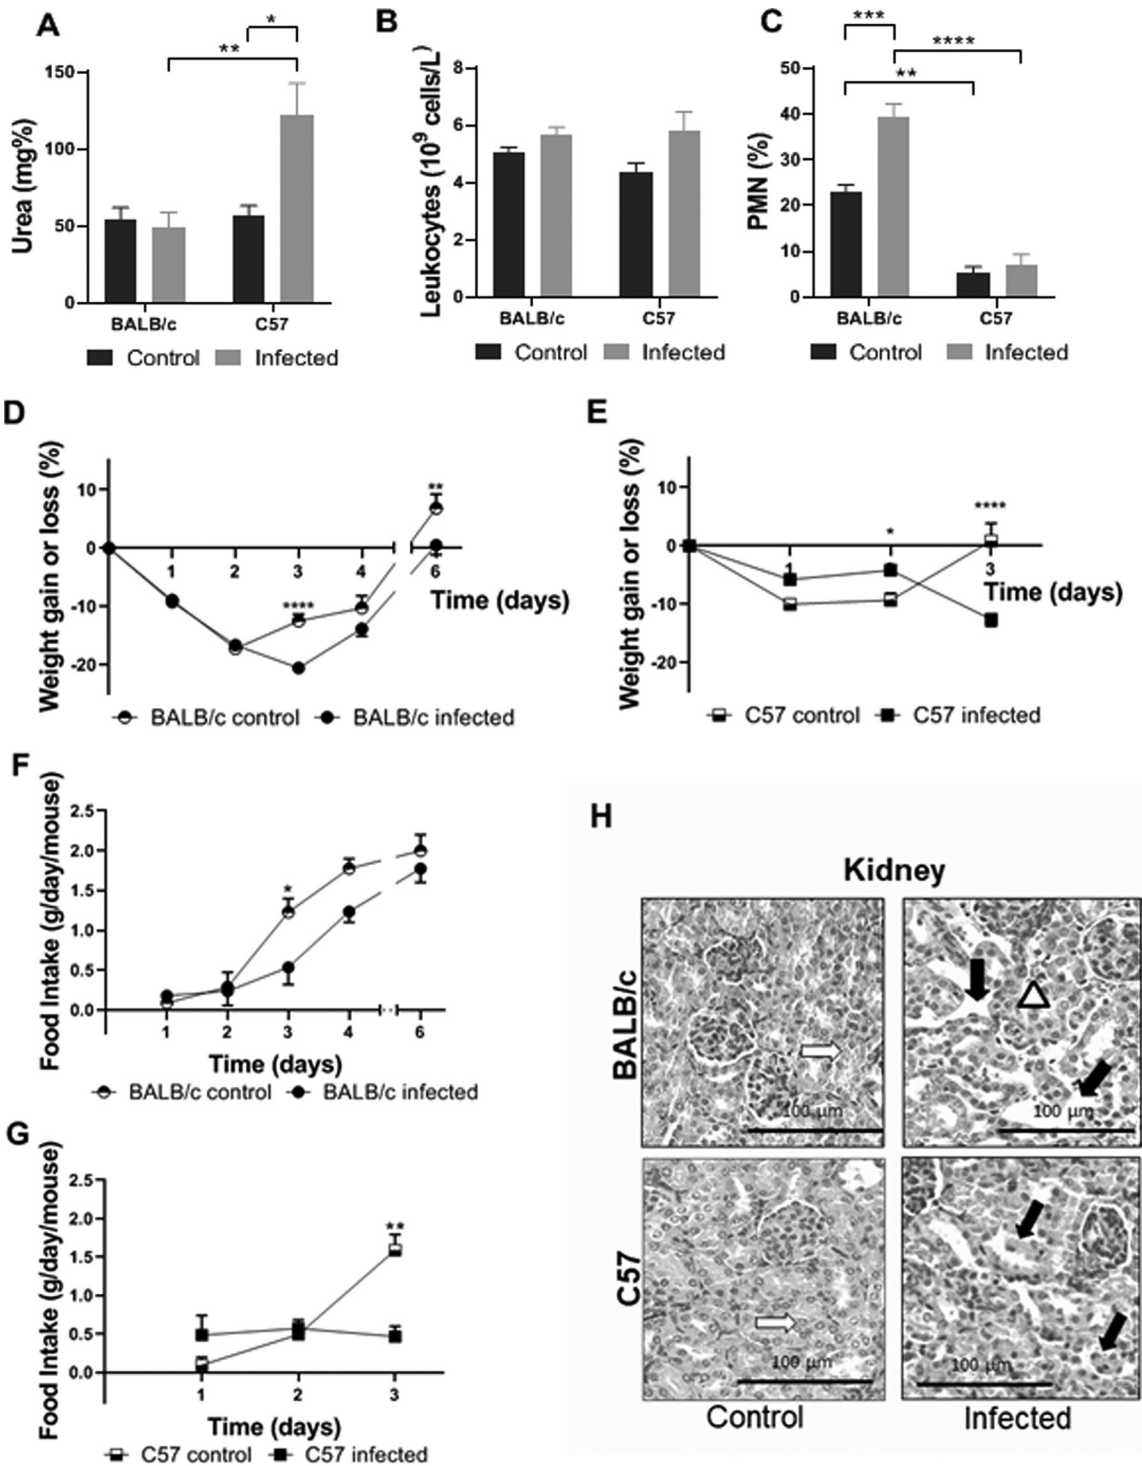 A
Urea (mg%)
*
**
150
100
50
0
BALB/c C57
Control Infected
B
Leukocytes (10⁹ cells/L)
8
6
4
2
0
BALB/c C57
Control Infected
C
PMN (%)
***
****
**
50
40
30
20
10
0
BALB/c C57
Control Infected
D
Weight gain or loss (%)
10
0
-10
-20
1 2 3 4 6
****
**
Time (days)
BALB/c control BALB/c infected
E
Weight gain or loss (%)
10
0
-10
-20
1 3
*
****
Time (days)
C57 control C57 infected
F
Food Intake (g/day/mouse)
2.5
2.0
1.5
1.0
0.5
0.0
*
1 2 3 4 6
Time (days)
BALB/c control BALB/c infected
G
Food Intake (g/day/mouse)
2.5
2.0
1.5
1.0
0.5
0.0
**
1 2 3
Time (days)
C57 control C57 infected
H
Kidney
BALB/c
100 µm 100 µm
C57
100 µm 100 µm
Control Infected